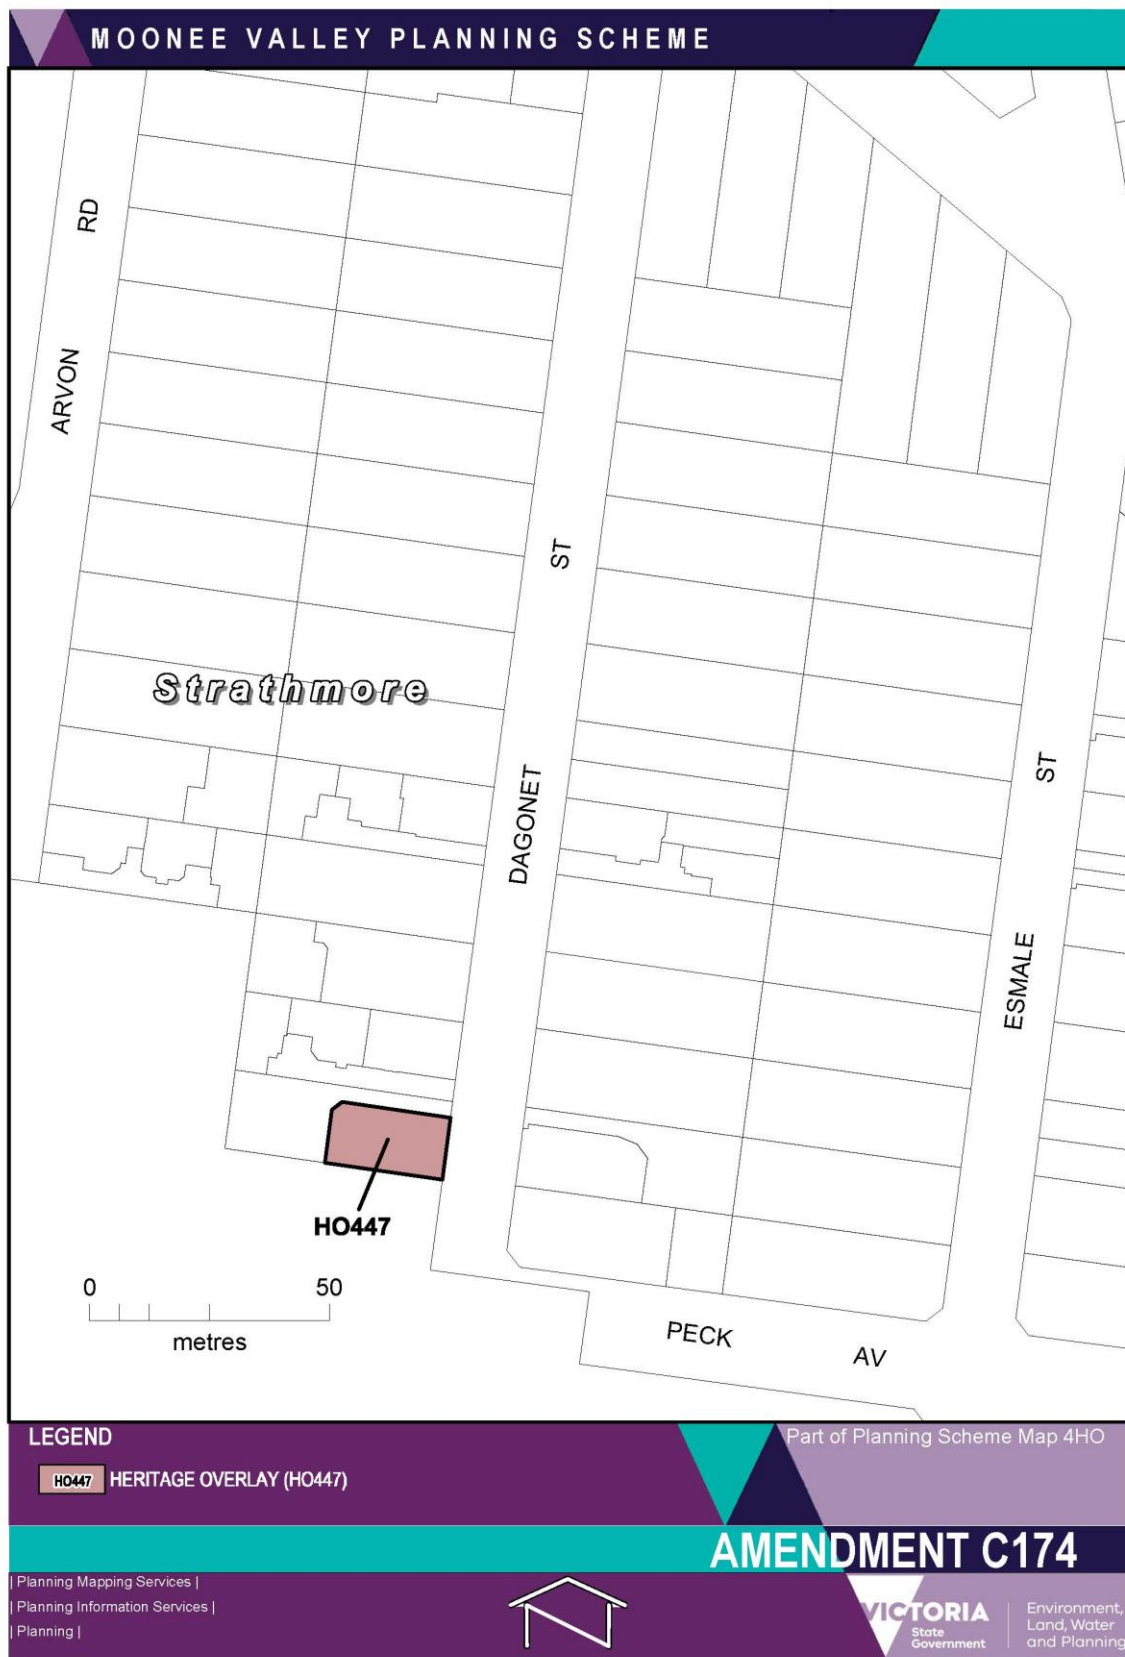 MOONEE VALLEY PLANNING SCHEME
RD
ARVON
ST
Strathmore
DAGONET
ST
ESMALE
HO447
0 50
metres
PECK AV
LEGEND
Part of Planning Scheme Map 4HO
HO447 HERITAGE OVERLAY (HO447)
AMENDMENT C174
| Planning Mapping Services |
| Planning Information Services |
| Planning |
VICTORIA
State
Government
Environment,
Land, Water
and Planning